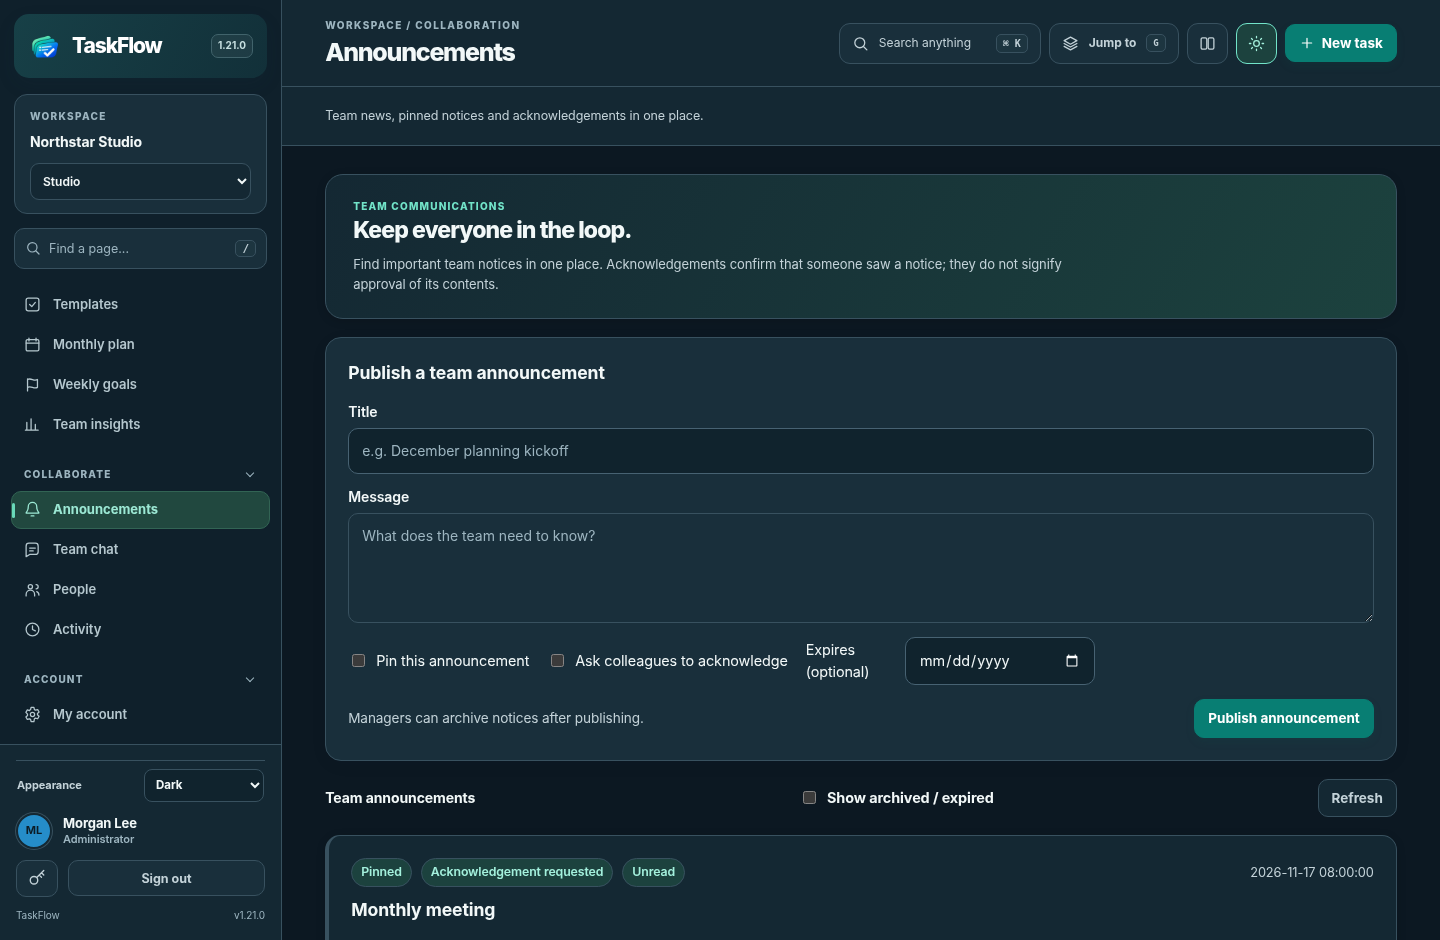 TaskFlow
1.21.0
WORKSPACE
Northstar Studio
Studio
Find a page...
/
Templates
Monthly plan
Weekly goals
Team insights
COLLABORATE
Announcements
Team chat
People
Activity
ACCOUNT
My account
Appearance
Dark
ML
Morgan Lee
Administrator
Sign out
TaskFlow
v1.21.0
WORKSPACE / COLLABORATION
Announcements
Search anything
⌘ K
Jump to
G
New task
Team news, pinned notices and acknowledgements in one place.
TEAM COMMUNICATIONS
Keep everyone in the loop.
Find important team notices in one place. Acknowledgements confirm that someone saw a notice; they do not signify
approval of its contents.
Publish a team announcement
Title
e.g. December planning kickoff
Message
What does the team need to know?
Pin this announcement
Ask colleagues to acknowledge
Expires
(optional)
mm/dd/yyyy
Managers can archive notices after publishing.
Publish announcement
Team announcements
Show archived / expired
Refresh
Pinned
Acknowledgement requested
Unread
2026-11-17 08:00:00
Monthly meeting